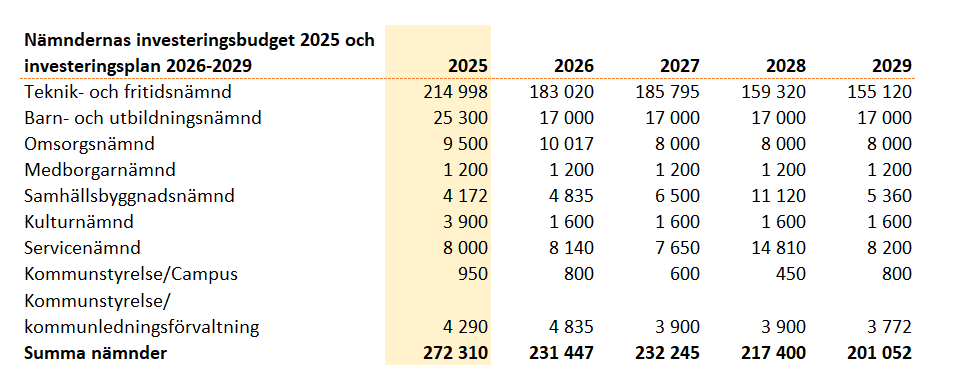 Nämndernas investeringsbudget 2025 och
investeringsplan 2026-2029 2025 2026 2027 2028 2029
Teknik- och fritidsnämnd 214 998 183 020 185 795 159 320 155 120
Barn- och utbildningsnämnd 25 300 17 000 17 000 17 000 17 000
Omsorgsnämnd 9 500 10 017 8 000 8 000 8 000
Medborgarnämnd 1 200 1 200 1 200 1 200 1 200
Samhällsbyggnadsnämnd 4 172 4 835 6 500 11 120 5 360
Kulturnämnd 3 900 1 600 1 600 1 600 1 600
Servicenämnd 8 000 8 140 7 650 14 810 8 200
Kommunstyrelse/Campus 950 800 600 450 800
Kommunstyrelse/
kommunledningsförvaltning 4 290 4 835 3 900 3 900 3 772
Summa nämnder 272 310 231 447 232 245 217 400 201 052